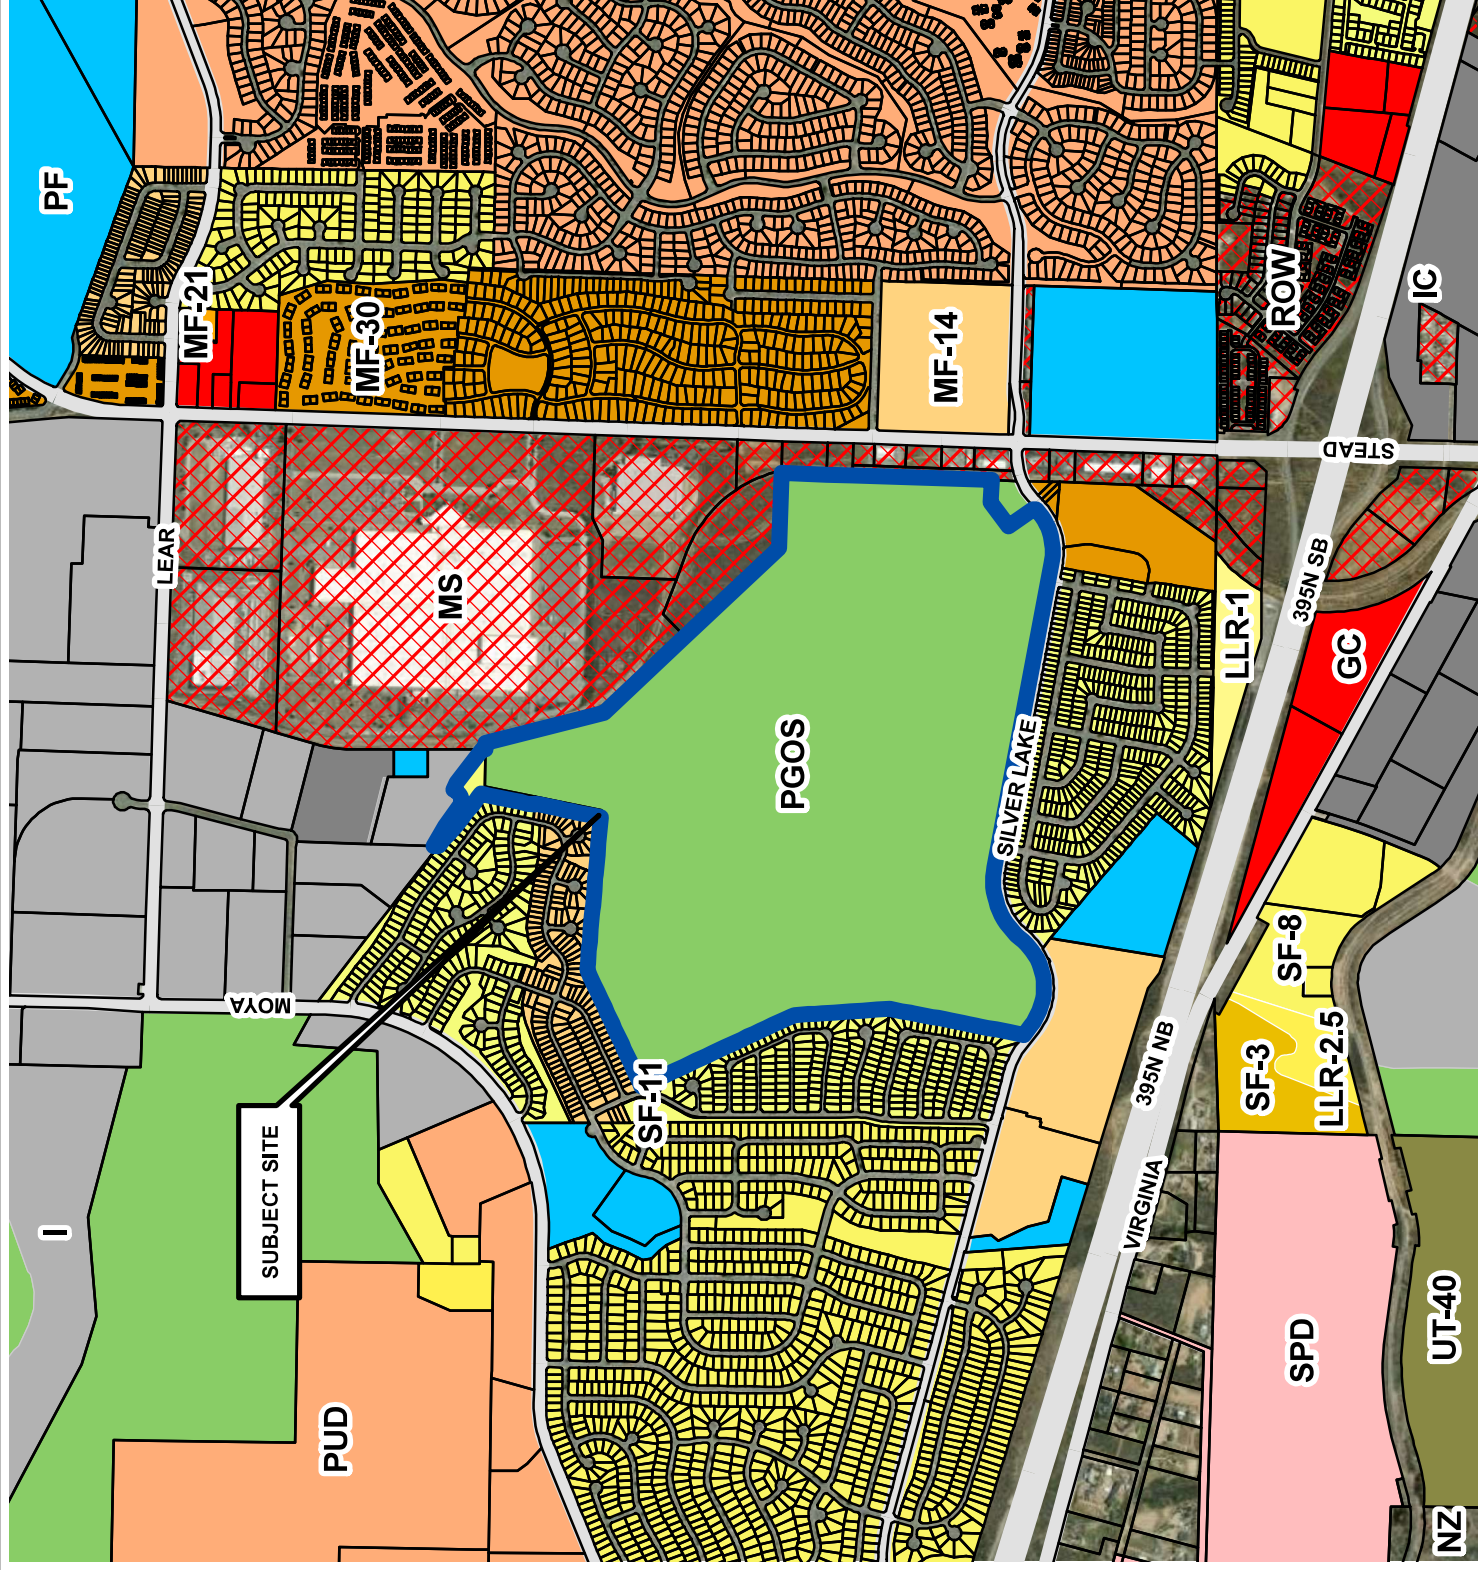 PF
MF-21
MF-30
MF-14
ROW
IC
STEAD
LEAR
MS
395N SB
LLR-1
GC
PGOS
SILVER LAKE
MOYA
SF-8
SF-11
SF-3
LLR-2.5
395N NB
SUBJECT SITE
I
VIRGINIA
PUD
SPD
UT-40
NZ